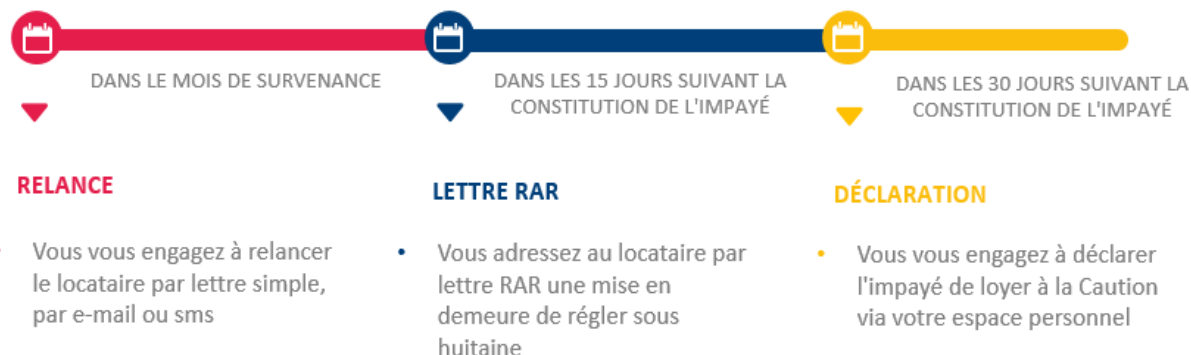 DANS LE MOIS DE SURVENANCE
DANS LES 15 JOURS SUIVANT LA
CONSTITUTION DE L'IMPAYÉ
DANS LES 30 JOURS SUIVANT LA
CONSTITUTION DE L'IMPAYÉ
RELANCE
• Vous vous engagez à relancer
le locataire par lettre simple,
par e-mail ou sms
LETTRE RAR
• Vous adressez au locataire par
lettre RAR une mise en
demeure de régler sous
huitaine
DÉCLARATION
• Vous vous engagez à déclarer
l'impayé de loyer à la Caution
via votre espace personnel